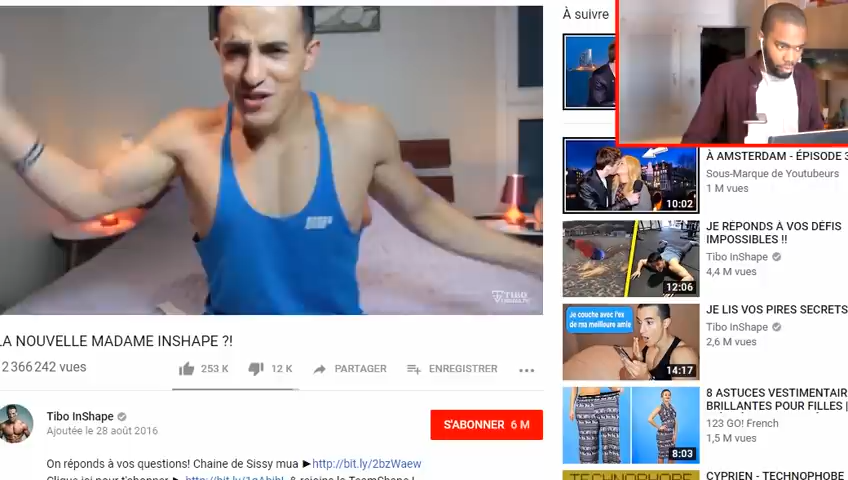 À suivre
TIBO
INSHAPE
LA NOUVELLE MADAME INSHAPE ?!
2 366 242 vues
253 K
12 K
PARTAGER
ENREGISTRER
Tibo InShape
Ajoutée le 28 août 2016
S'ABONNER 6 M
On réponds à vos questions! Chaine de Sissy mua ►http://bit.ly/2bzWaew
10:02
À AMSTERDAM - ÉPISODE 3
Sous-Marque de Youtubeurs
1 M vues
12:06
JE RÉPONDS À VOS DÉFIS
IMPOSSIBLES !!
Tibo InShape
4,4 M vues
Je couche avec l'ex
de ma meilleure amie
14:17
JE LIS VOS PIRES SECRETS
Tibo InShape
2,6 M vues
8:03
8 ASTUCES VESTIMENTAIR
BRILLANTES POUR FILLES |
123 GO! French
1,5 M vues
TECHNOPHOBE
CYPRIEN - TECHNOPHOBE